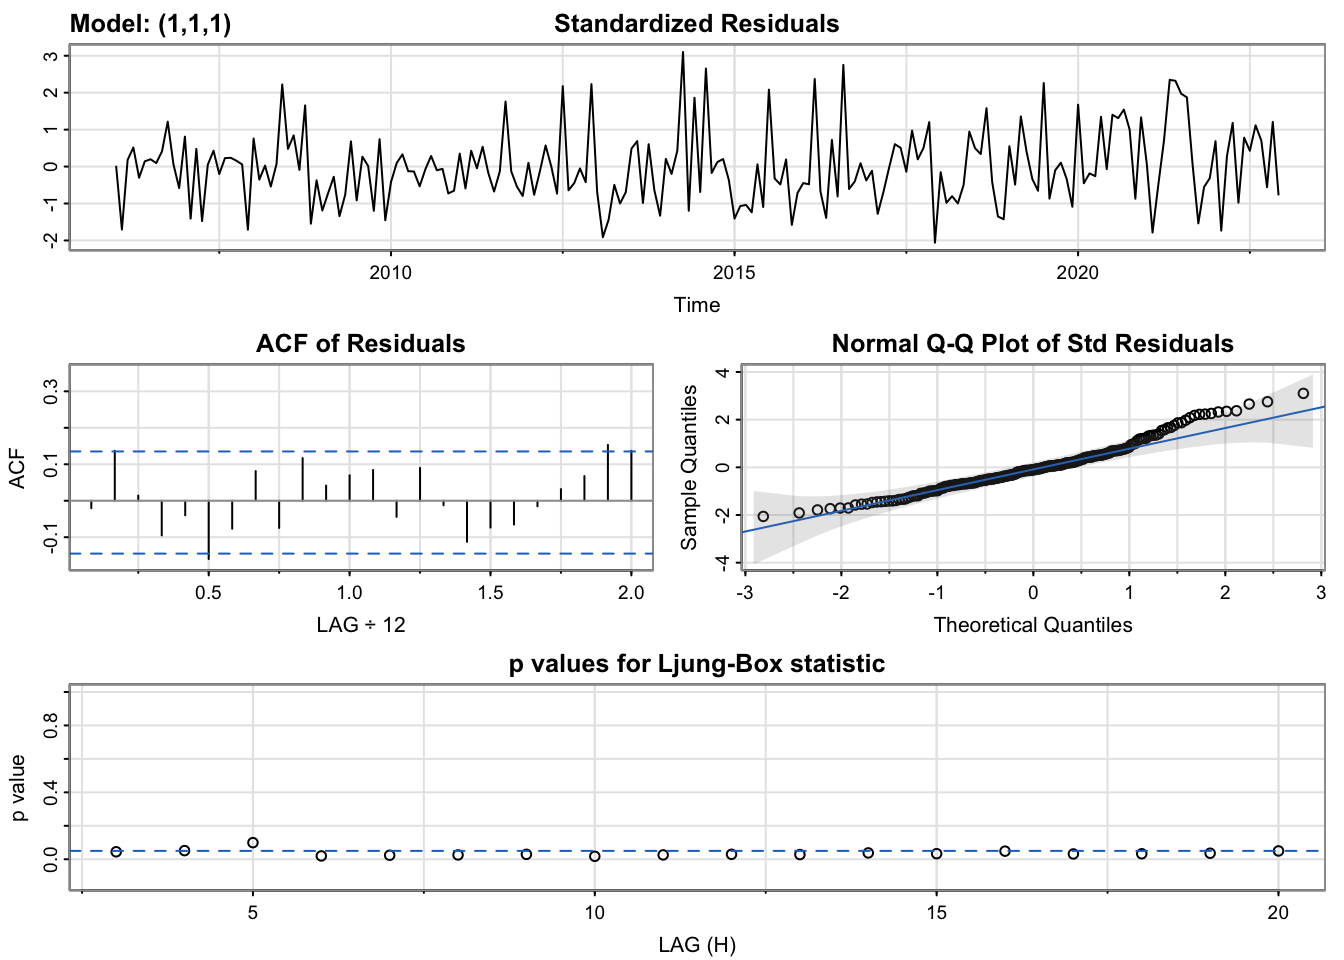 Model: (1,1,1) Standardized Residuals
3
2
1
0
-1
-2
2010 2015 2020
Time
ACF of Residuals
ACF
0.3
0.1
-0.1
0.5 1.0 1.5 2.0
LAG ÷ 12
Normal Q-Q Plot of Std Residuals
Sample Quantiles
4
2
0
-2
-4
-3 -2 -1 0 1 2 3
Theoretical Quantiles
p values for Ljung-Box statistic
p value
0.8
0.4
0.0
5 10 15 20
LAG (H)